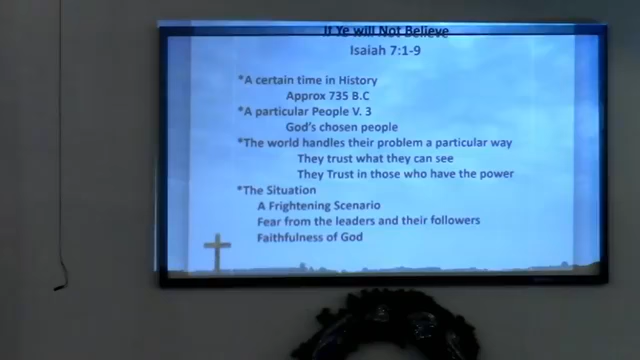 If Ye will Not Believe
Isaiah 7:1-9
*A certain time in History
Approx 735 B.C
*A particular People V. 3
God's chosen people
*The world handles their problem a particular way
They trust what they can see
They Trust in those who have the power
*The Situation
A Frightening Scenario
Fear from the leaders and their followers
Faithfulness of God